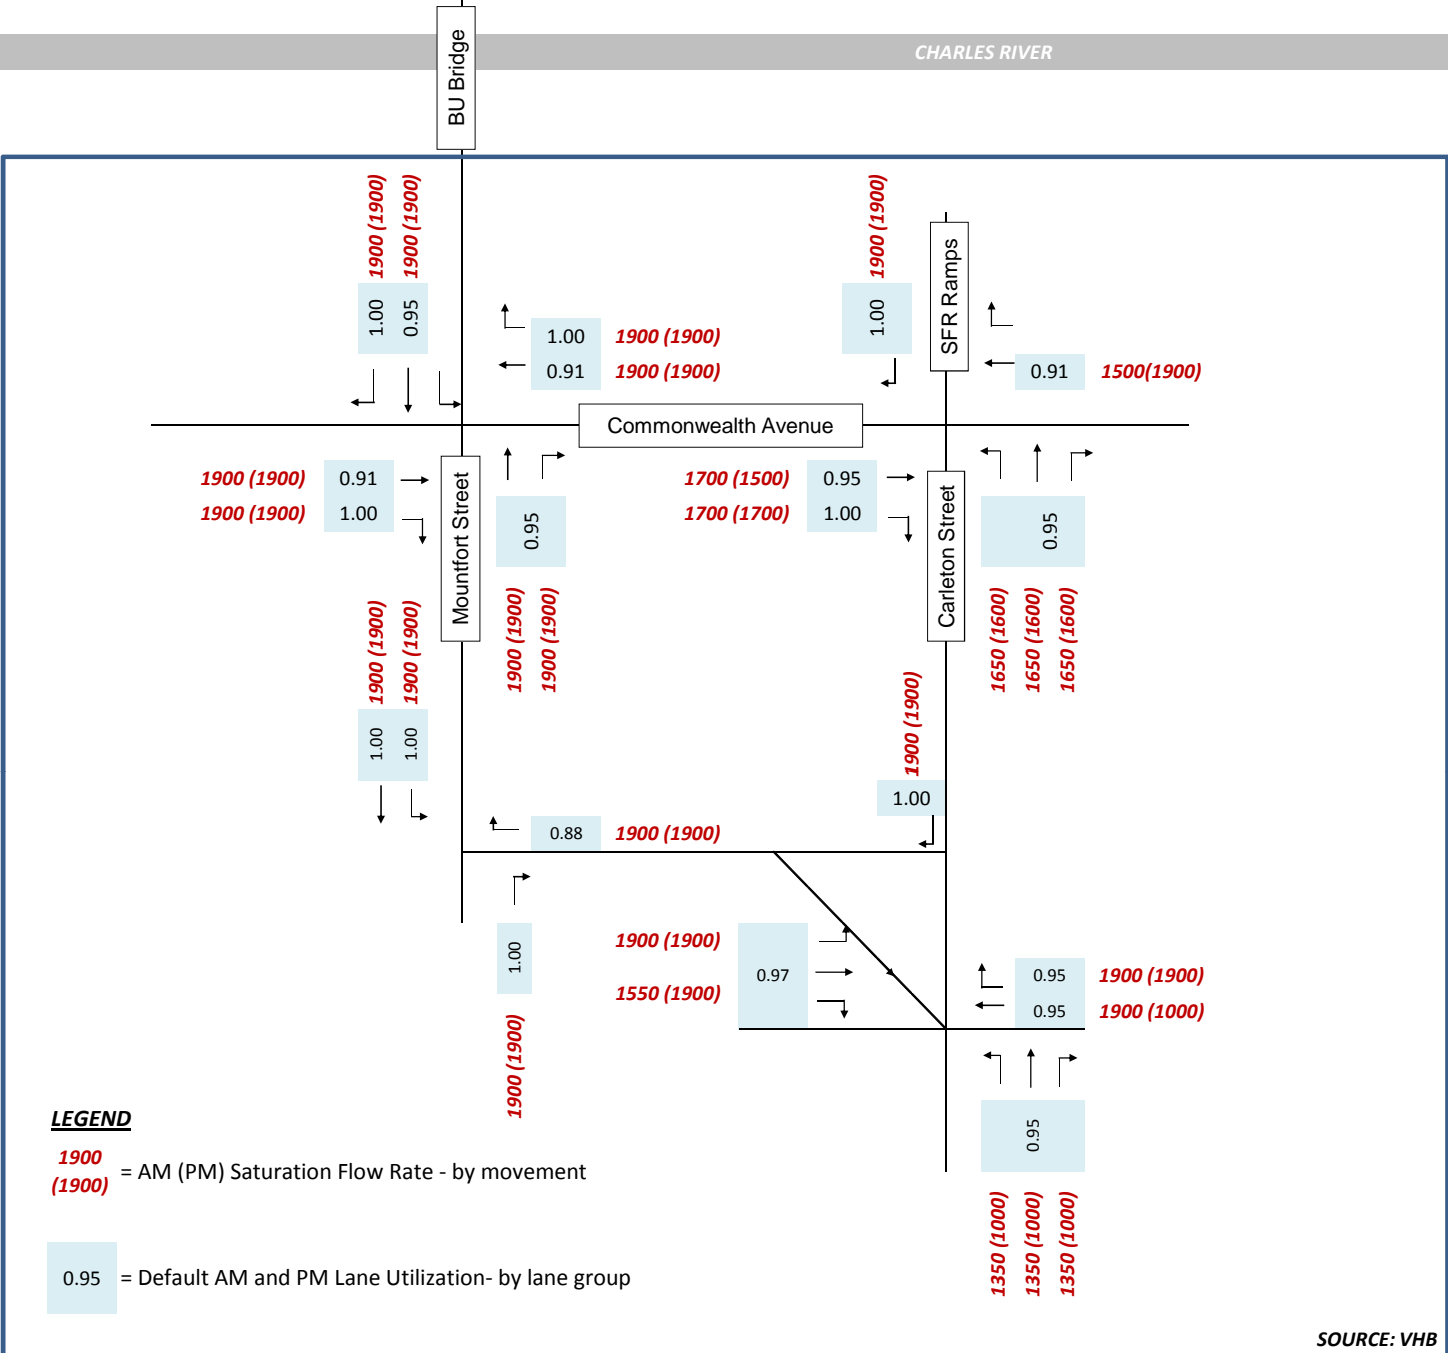 CHARLES RIVER
BU Bridge
1900 (1900)
1900 (1900)
1.00
0.95
1.00 1900 (1900)
0.91 1900 (1900)
1900 (1900)
1.00
SFR Ramps
0.91 1500(1900)
Commonwealth Avenue
1900 (1900) 0.91
1900 (1900) 1.00
Mountfort Street
0.95
1900 (1900)
1900 (1900)
1700 (1500) 0.95
1700 (1700) 1.00
Carleton Street
0.95
1650 (1600)
1650 (1600)
1650 (1600)
1900 (1900)
1900 (1900)
1.00
1.00
1900 (1900)
1.00
0.88 1900 (1900)
1.00
1900 (1900)
1900 (1900)
1550 (1900)
0.97
0.95 1900 (1900)
0.95 1900 (1000)
0.95
1350 (1000)
1350 (1000)
1350 (1000)
LEGEND
1900
(1900)
= AM (PM) Saturation Flow Rate - by movement
0.95 = Default AM and PM Lane Utilization- by lane group
SOURCE: VHB